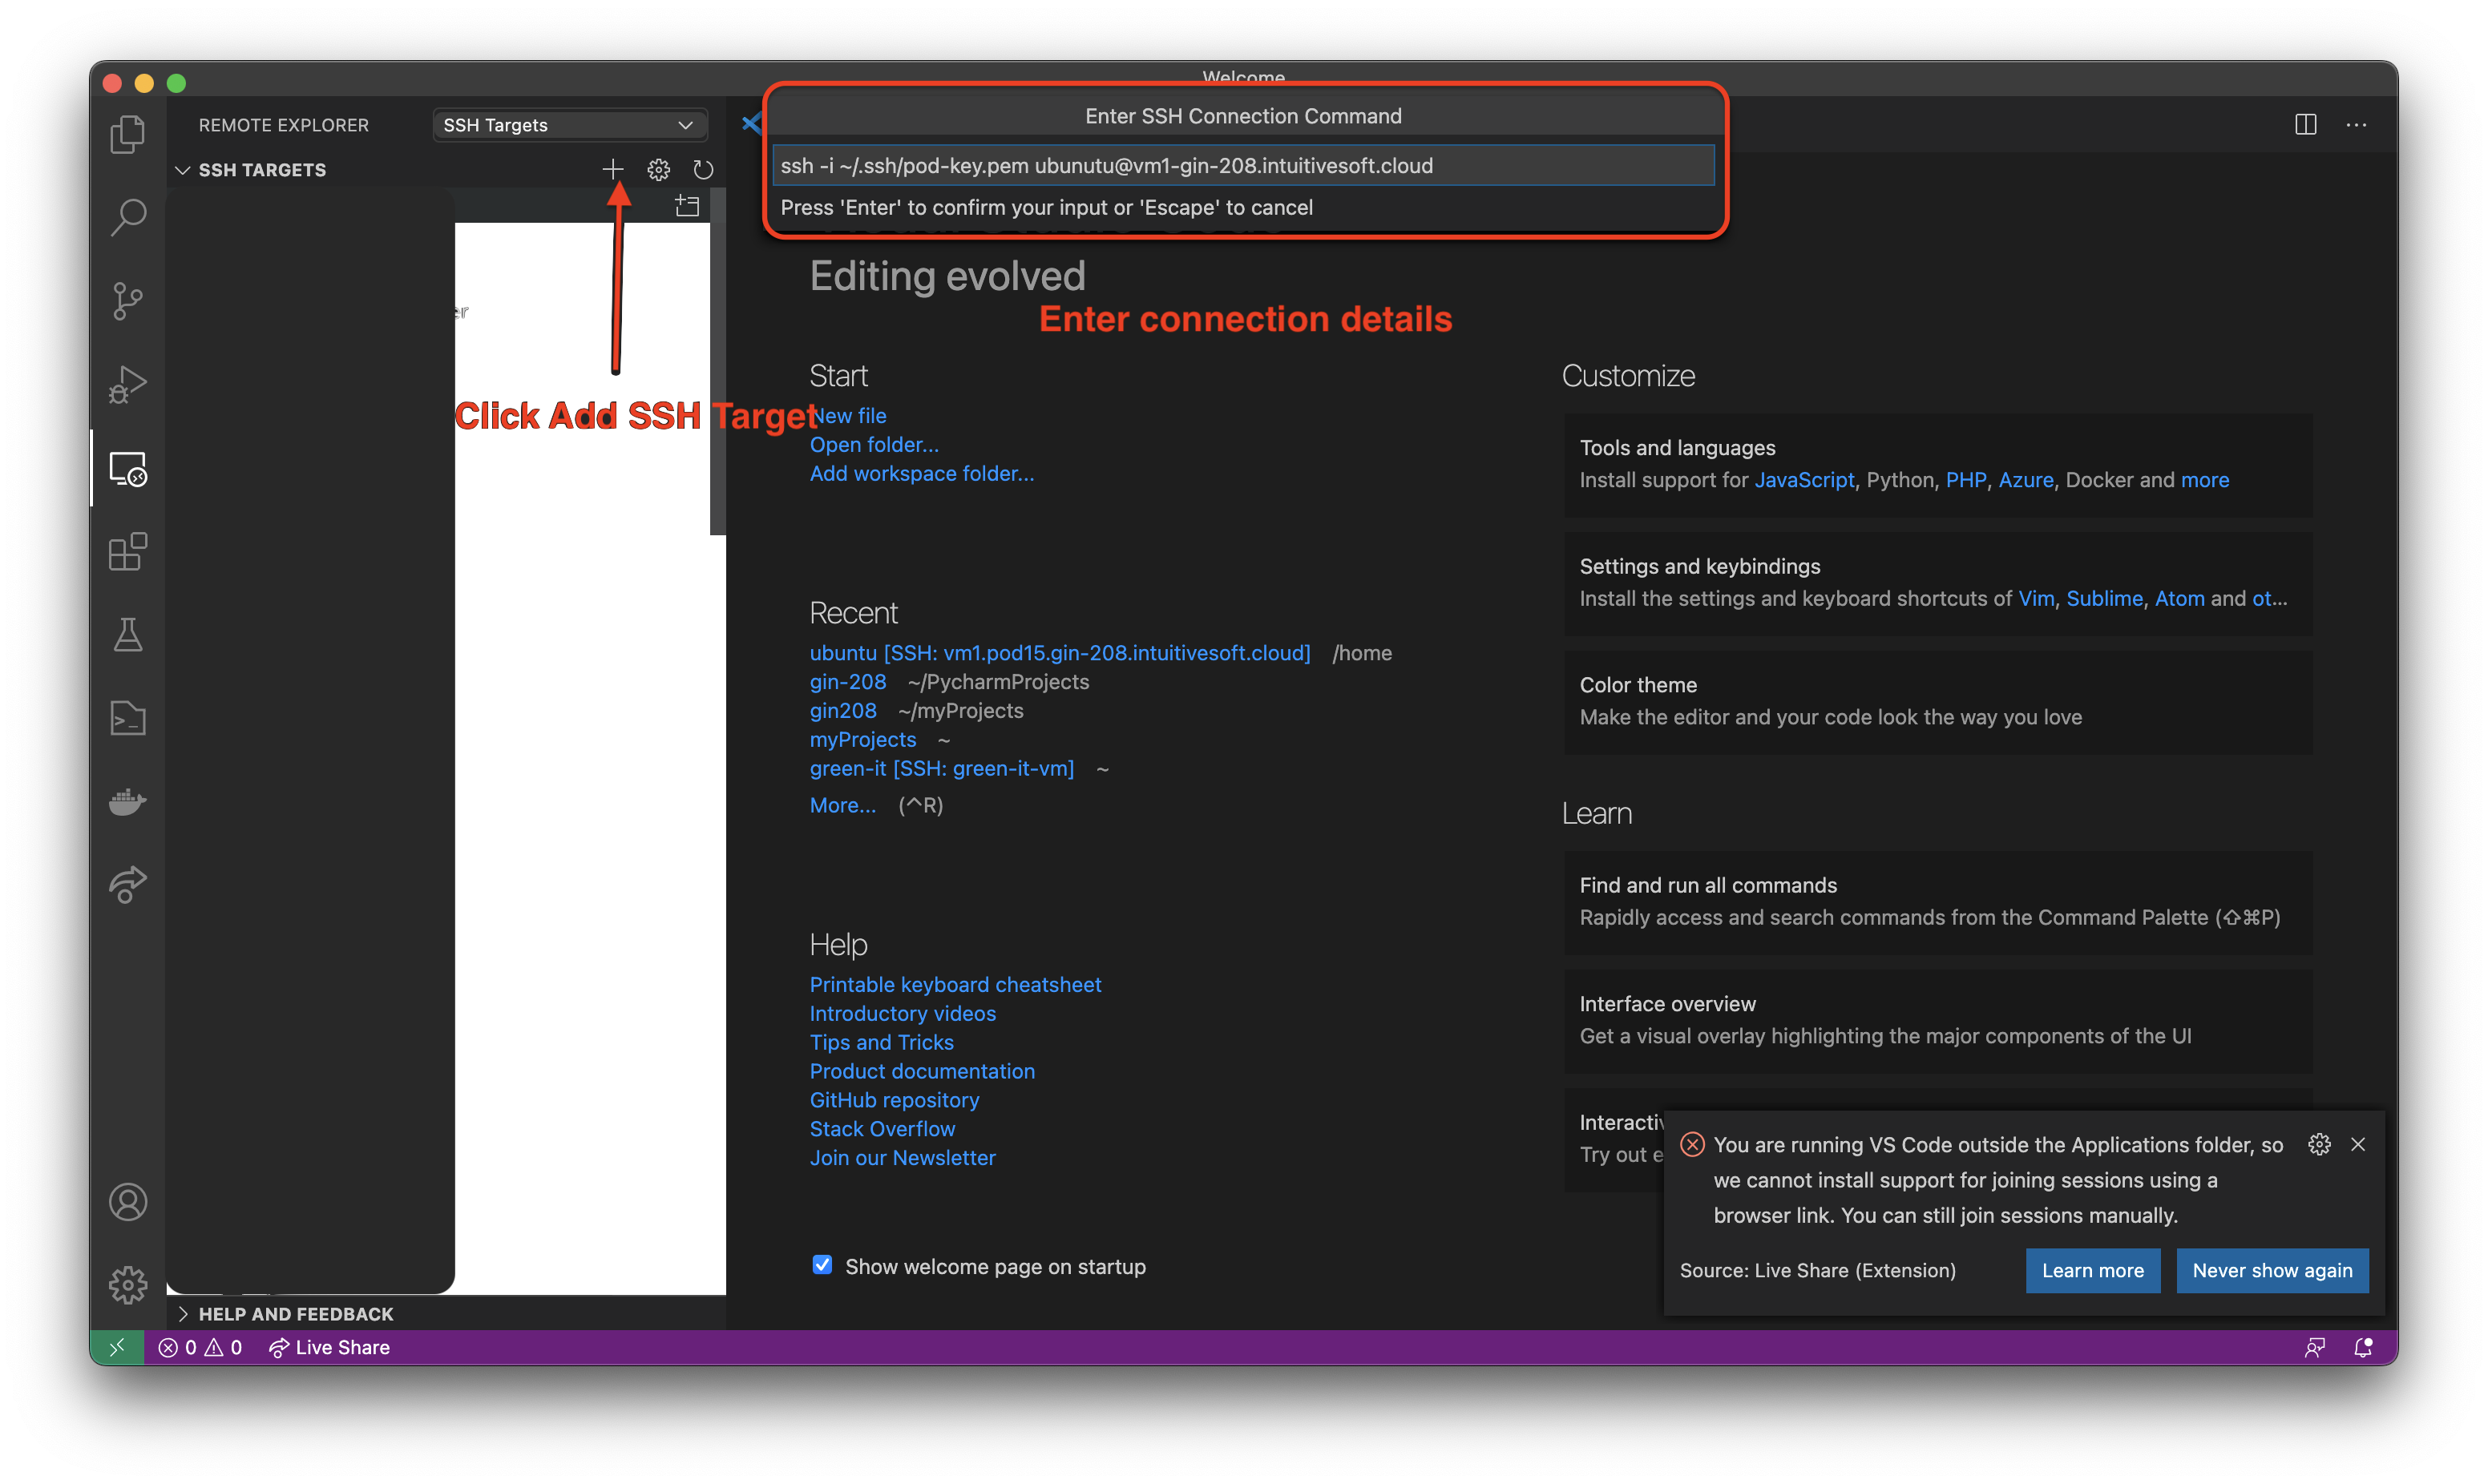 Welcome
REMOTE EXPLORER
SSH Targets
SSH TARGETS
Enter SSH Connection Command
ssh -i ~/.ssh/pod-key.pem ubunutu@vm1-gin-208.intuitivesoft.cloud
Press 'Enter' to confirm your input or 'Escape' to cancel
Editing evolved
Enter connection details
Click Add SSH Target
Start
New file
Open folder...
Add workspace folder...
Recent
ubuntu [SSH: vm1.pod15.gin-208.intuitivesoft.cloud] /home
gin-208 ~/PycharmProjects
gin208 ~/myProjects
myProjects ~
green-it [SSH: green-it-vm] ~
More... (^R)
Help
Printable keyboard cheatsheet
Introductory videos
Tips and Tricks
Product documentation
GitHub repository
Stack Overflow
Join our Newsletter
Show welcome page on startup
Customize
Tools and languages
Install support for JavaScript, Python, PHP, Azure, Docker and more
Settings and keybindings
Install the settings and keyboard shortcuts of Vim, Sublime, Atom and ot...
Color theme
Make the editor and your code look the way you love
Learn
Find and run all commands
Rapidly access and search commands from the Command Palette (⇧⌘P)
Interface overview
Get a visual overlay highlighting the major components of the UI
Try out
You are running VS Code outside the Applications folder, so
we cannot install support for joining sessions using a
browser link. You can still join sessions manually.
Source: Live Share (Extension)
Learn more
Never show again
HELP AND FEEDBACK
0 0 Live Share